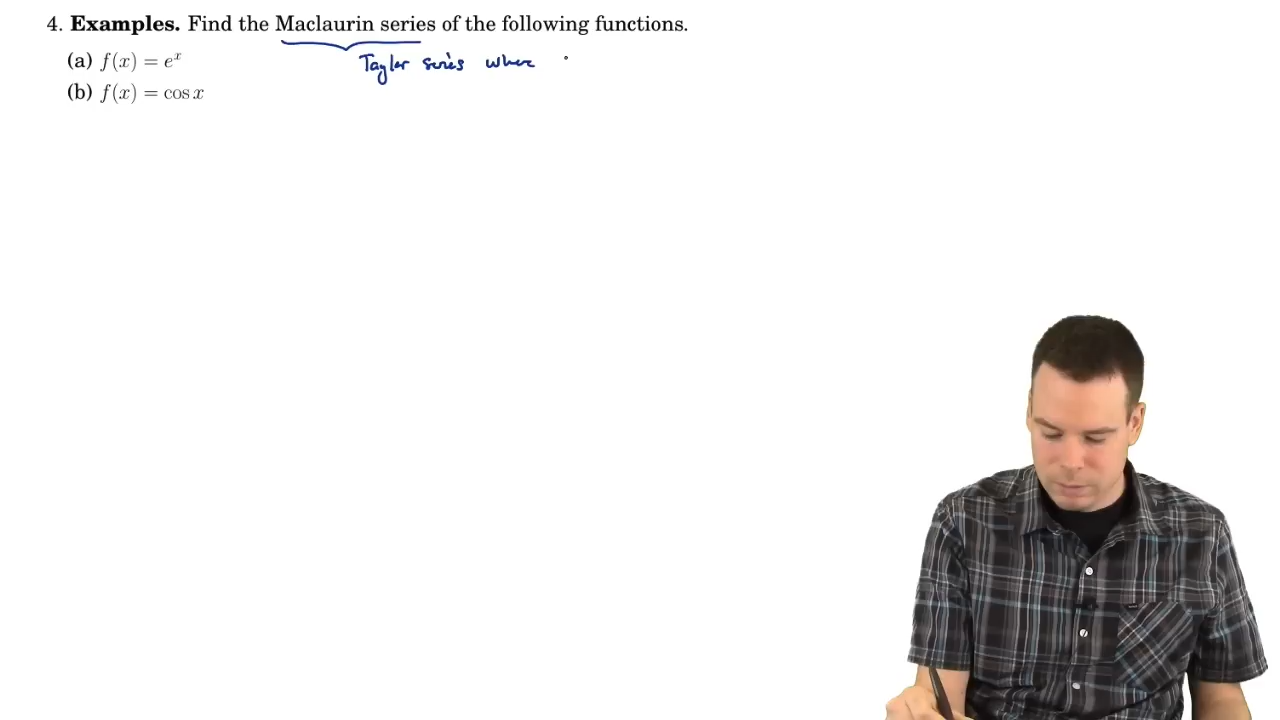 4. Examples. Find the Maclaurin series of the following functions.
(a) f(x) = e^x
Taylor series where
(b) f(x) = cos x